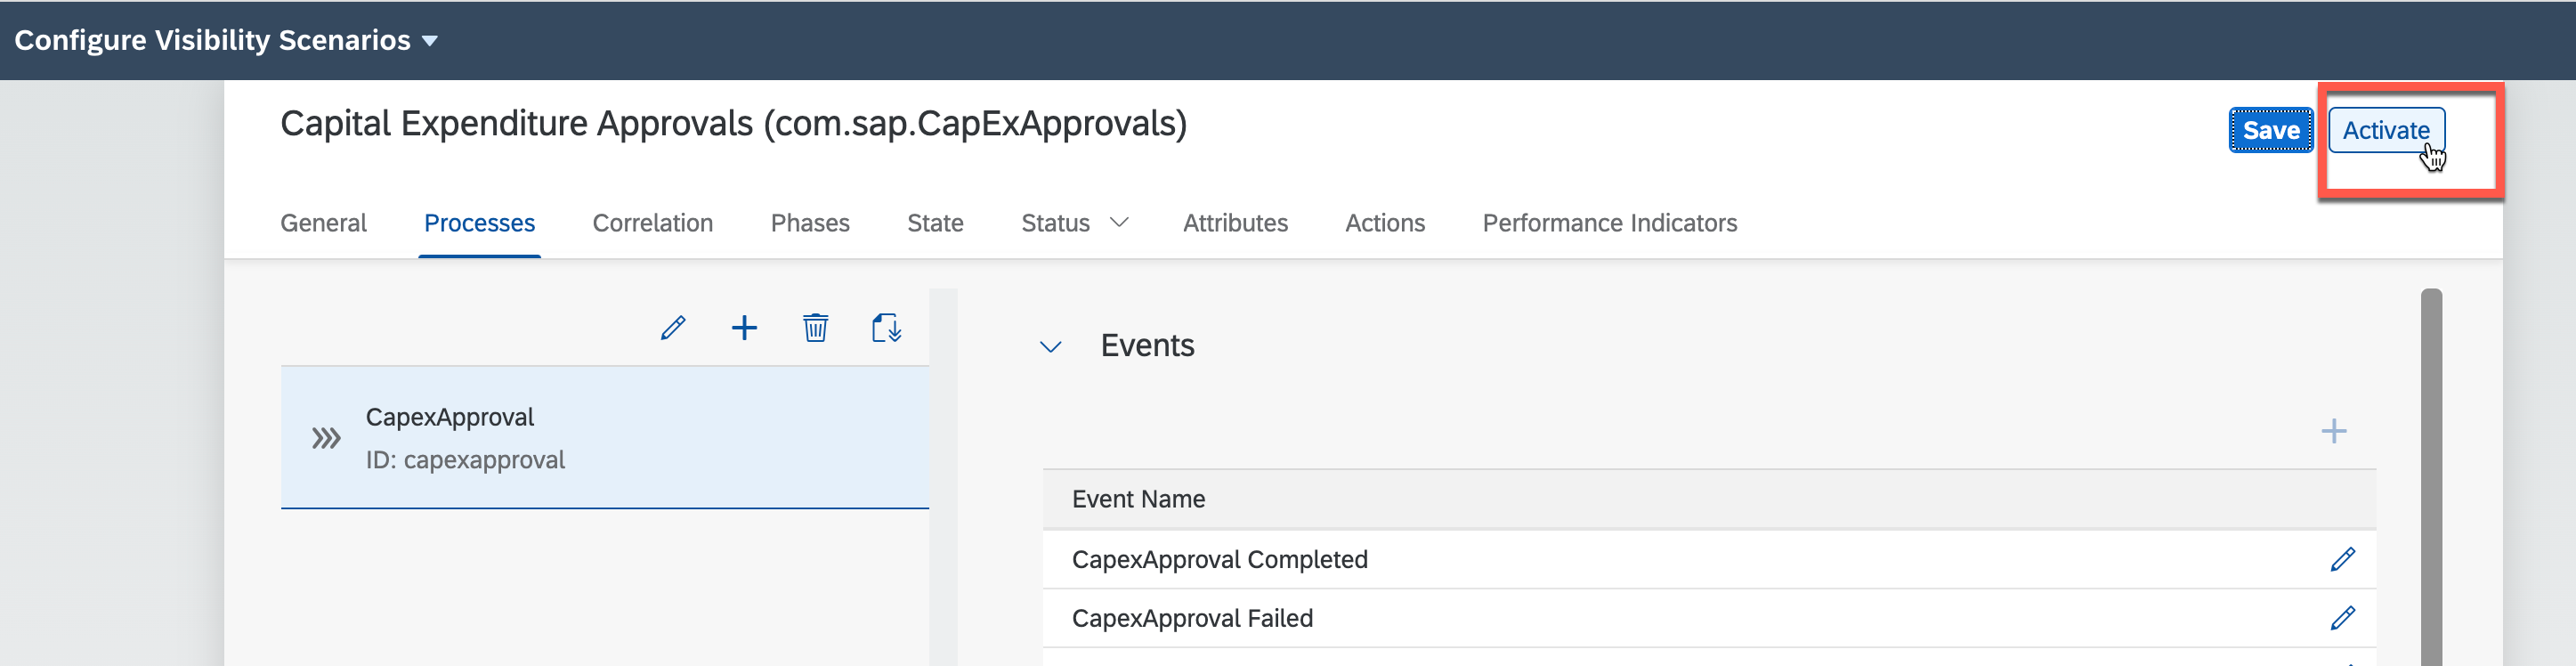 Configure Visibility Scenarios
Capital Expenditure Approvals (com.sap.CapExApprovals)
Save Activate
General Processes Correlation Phases State Status Attributes Actions Performance Indicators
CapexApproval
ID: capexapproval
Events
Event Name
CapexApproval Completed
CapexApproval Failed